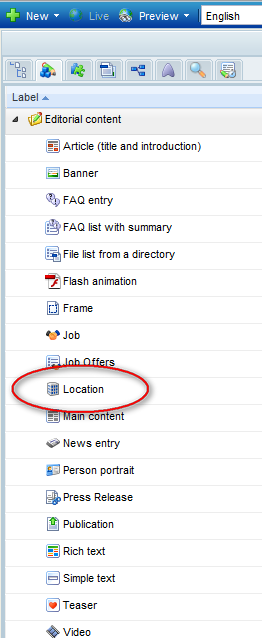 New Live Preview English
Label
Editorial content
Article (title and introduction)
Banner
FAQ entry
FAQ list with summary
File list from a directory
Flash animation
Frame
Job
Job Offers
Location
Main content
News entry
Person portrait
Press Release
Publication
Rich text
Simple text
Teaser
Video